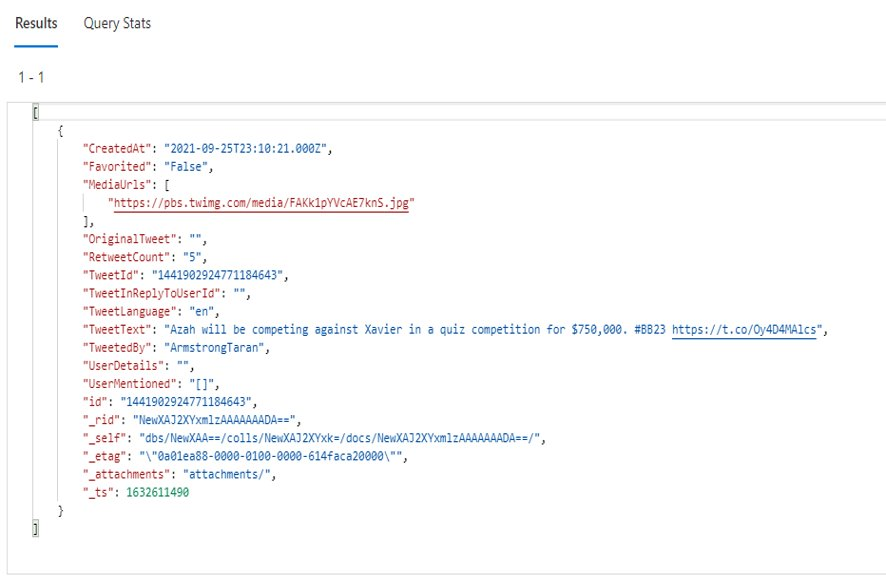 Results Query Stats
1 - 1
[
{
"CreatedAt": "2021-09-25T23:10:21.000Z",
"Favorited": "False",
"MediaUrls": [
"https://pbs.twimg.com/media/FAKk1pYVcAE7knS.jpg"
],
"OriginalTweet": "",
"RetweetCount": "5",
"TweetId": "1441902924771184643",
"TweetInReplyToUserId": "",
"TweetLanguage": "en",
"TweetText": "Azah will be competing against Xavier in a quiz competition for $750,000. #BB23 https://t.co/Oy4D4MAlcs",
"TweetedBy": "ArmstrongTaran",
"UserDetails": "",
"UserMentioned": "[]",
"id": "1441902924771184643",
"_rid": "NewXAJ2XYxmlzAAAAAAADA==",
"_self": "dbs/NewXAA==/colls/NewXAJ2XYxk=/docs/NewXAJ2XYxmlzAAAAAAADA==/",
"_etag": "\"0a01ea88-0000-0100-0000-614faca20000\"",
"_attachments": "attachments/",
"_ts": 1632611490
}
]